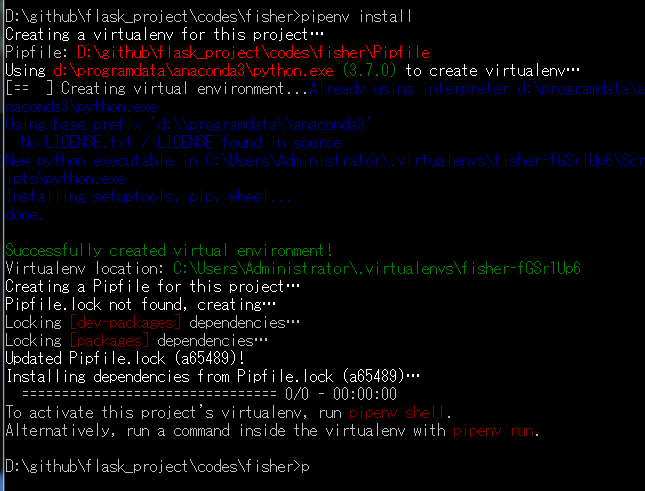 D:\github\flask_project\codes\fisher>pipenv install
Creating a virtualenv for this project…
Pipfile: D:\github\flask_project\codes\fisher\Pipfile
Using d:\programdata\anaconda3\python.exe (3.7.0) to create virtualenv…
[==  ] Creating virtual environment...Already using interpreter d:\programdata\a
naconda3\python.exe
Using base prefix 'd:\\programdata\\anaconda3'
  No LICENSE.txt / LICENSE found in source
New python executable in C:\Users\Administrator\.virtualenvs\fisher-fGSr1Up6\Scr
ipts\python.exe
Installing setuptools, pip, wheel...
done.
Successfully created virtual environment!
Virtualenv location: C:\Users\Administrator\.virtualenvs\fisher-fGSr1Up6
Creating a Pipfile for this project…
Pipfile.lock not found, creating…
Locking [dev-packages] dependencies…
Locking [packages] dependencies…
Updated Pipfile.lock (a65489)!
Installing dependencies from Pipfile.lock (a65489)…
  ================================ 0/0 - 00:00:00
To activate this project's virtualenv, run pipenv shell.
Alternatively, run a command inside the virtualenv with pipenv run.
D:\github\flask_project\codes\fisher>p